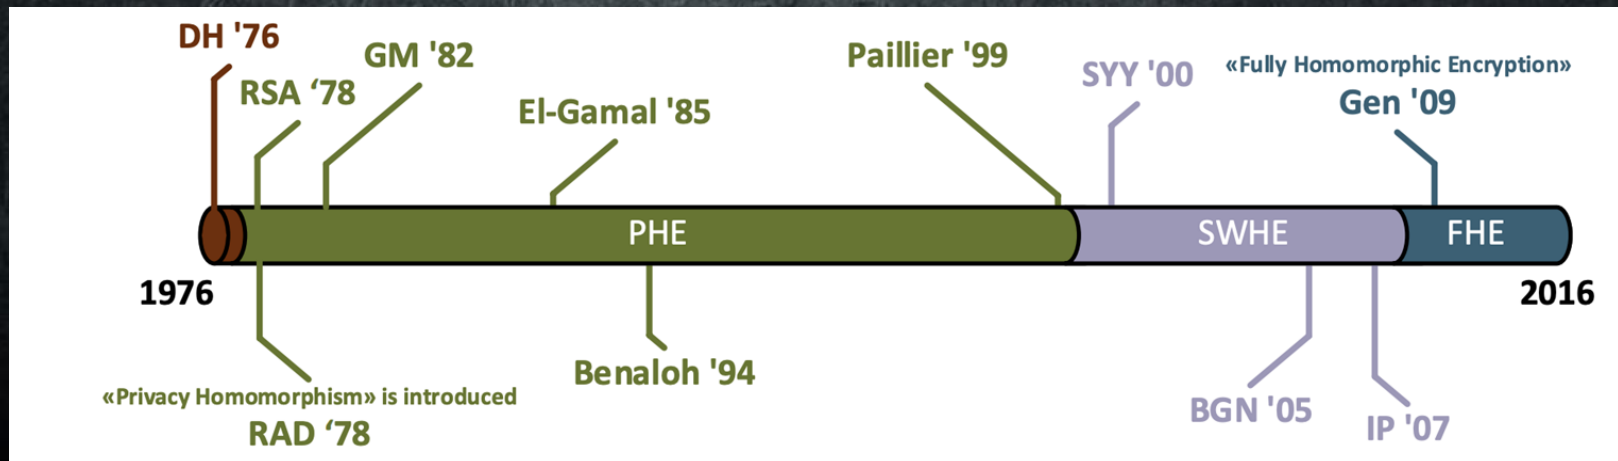 DH '76
GM '82
Paillier '99
SYY '00
«Fully Homomorphic Encryption»
RSA ‘78
Gen '09
El-Gamal '85
PHE
SWHE
FHE
1976
2016
Benaloh '94
«Privacy Homomorphism» is introduced
RAD ‘78
BGN '05
IP '07